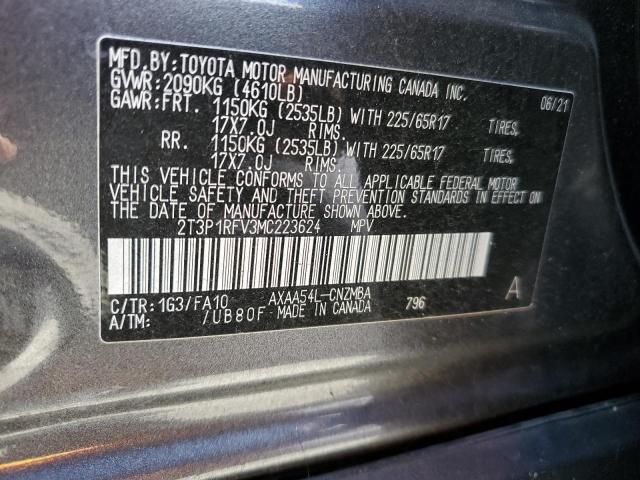 MFD.BY:TOYOTA MOTOR MANUFACTURING CANADA INC.
GVWR:2090KG (4610LB) 06/21
GAWR:FRT. 1150KG (2535LB) WITH 225/65R17 TIRES,
17X7.0J RIMS.
RR. 1150KG (2535LB) WITH 225/65R17 TIRES,
17X7.0J RIMS.
THIS VEHICLE CONFORMS TO ALL APPLICABLE FEDERAL MOTOR
VEHICLE SAFETY AND THEFT PREVENTION STANDARDS IN EFFECT ON
THE DATE OF MANUFACTURE SHOWN ABOVE.
2T3P1RFV3MC223624 MPV
C/TR:1G3/FA10 AXAA54L-CNZMBA 796 A
A/TM: /UB80F MADE IN CANADA